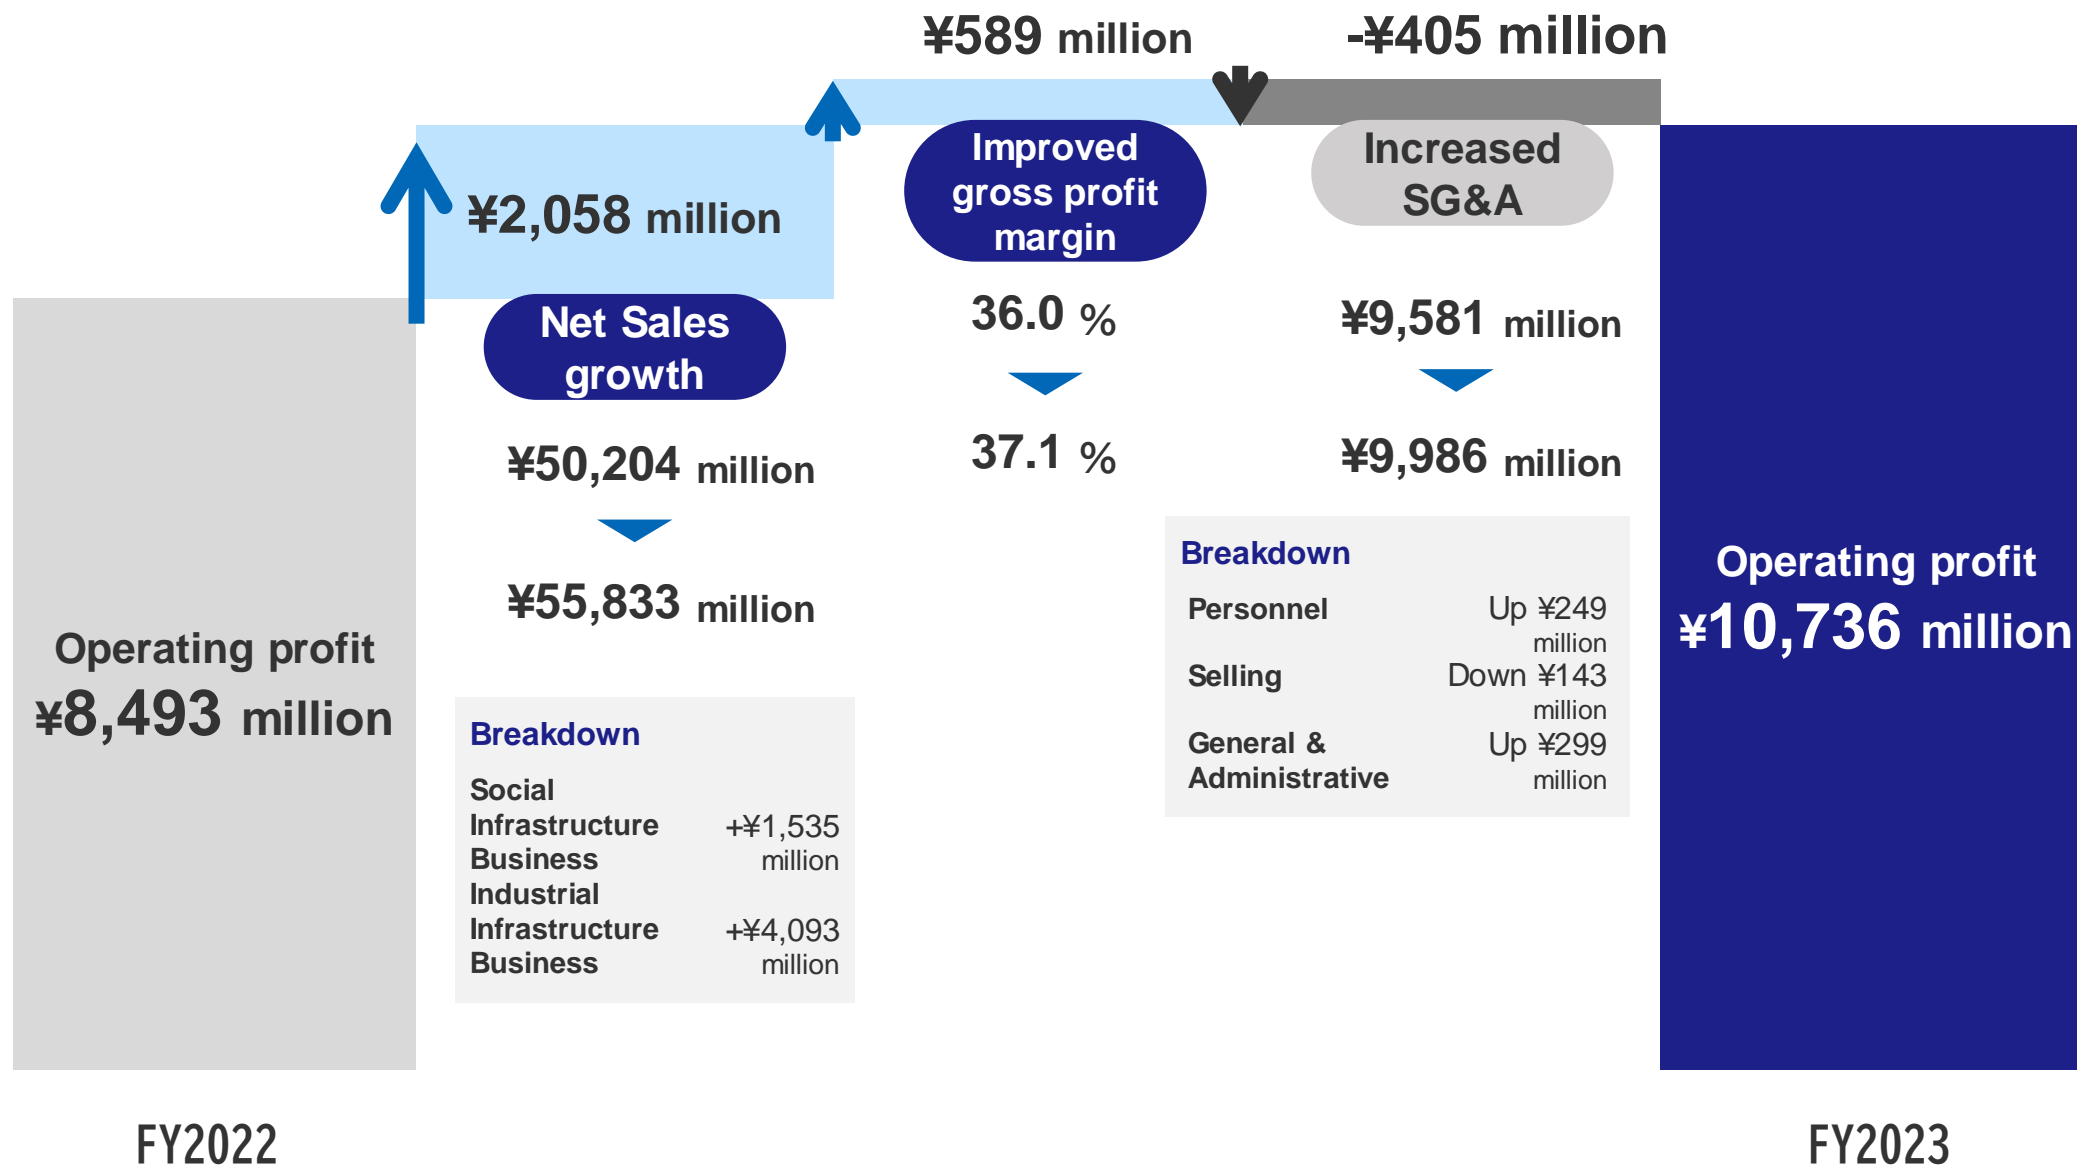 ¥589 million
-¥405 million
¥2,058 million
Improved
gross profit
margin
Increased
SG&A
Net Sales
growth
36.0 %
37.1 %
¥9,581 million
¥9,986 million
¥50,204 million
¥55,833 million
Operating profit
¥8,493 million
Breakdown
Social
Infrastructure +¥1,535
Business million
Industrial
Infrastructure +¥4,093
Business million
Breakdown
Personnel Up ¥249
million
Selling Down ¥143
million
General & Up ¥299
Administrative million
Operating profit
¥10,736 million
FY2022
FY2023